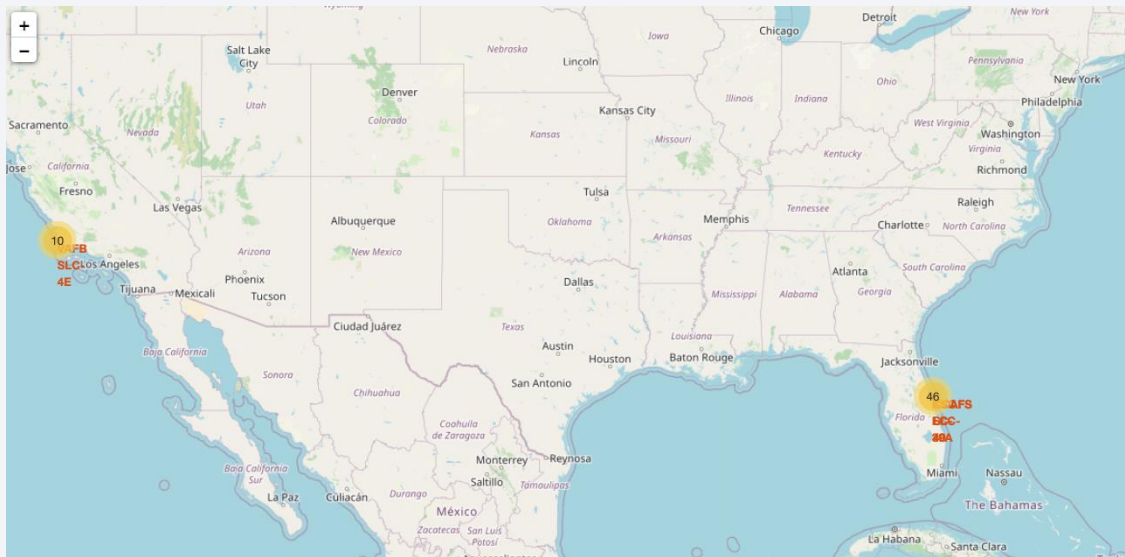 +
−
Wyoming
Iowa
Chicago
Detroit
New York
Salt Lake
City
Nebraska
Lincoln
Pennsylvania
New York
Utah
Denver
Illinois
Indiana
Ohio
Philadelphia
Sacramento
Nevada
Colorado
Kansas City
Kansas
Missouri
West Virginia
Washington
Jose
California
Kentucky
Virginia
Richmond
Fresno
Las Vegas
Tulsa
Raleigh
Albuquerque
Oklahoma
Memphis
Tennessee
Charlotte
North Carolina
10
Arizona
New Mexico
Arkansas
AFB
Los Angeles
SLC-
4E
Phoenix
Atlanta
South Carolina
Tijuana
Mexicali
Tucson
Dallas
Mississippi
Alabama
Georgia
Ciudad Juárez
Texas
Louisiana
Baja California
Austin
Houston
Baton Rouge
Jacksonville
Sonora
San Antonio
Chihuahua
46
AFS
Florida
Coahuila
de Zaragoza
Baja California
Sur
Monterrey
Reynosa
Miami
Saltillo
Tamaulipas
Nassau
La Paz
Culiacán
Durango
The Bahamas
México
Zacatecas
San Luis
Potosí
La Habana
Santa Clara